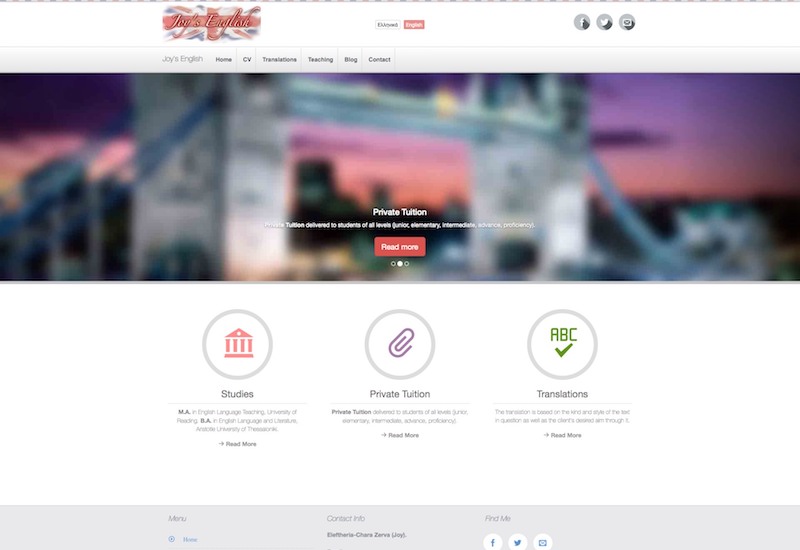 Joy's English
Ελληνικά English
Joy's English Home CV Translations Teaching Blog Contact
Private Tuition
Private Tuition delivered to students of all levels (junior, elementary, intermediate, advance, proficiency).
Read more
ABC
Studies
M.A. in English Language Teaching, University of
Reading. B.A. in English Language and Literature,
Aristotle University of Thessaloniki.
Read More
Private Tuition
Private Tuition delivered to students of all levels (junior,
elementary, intermediate, advance, proficiency).
Read More
Translations
The translation is based on the kind and style of the text
in question as well as the client's desired aim through it.
Read More
Menu
Home
Contact Info
Eleftheria-Chara Zerva (Joy),
Find Me